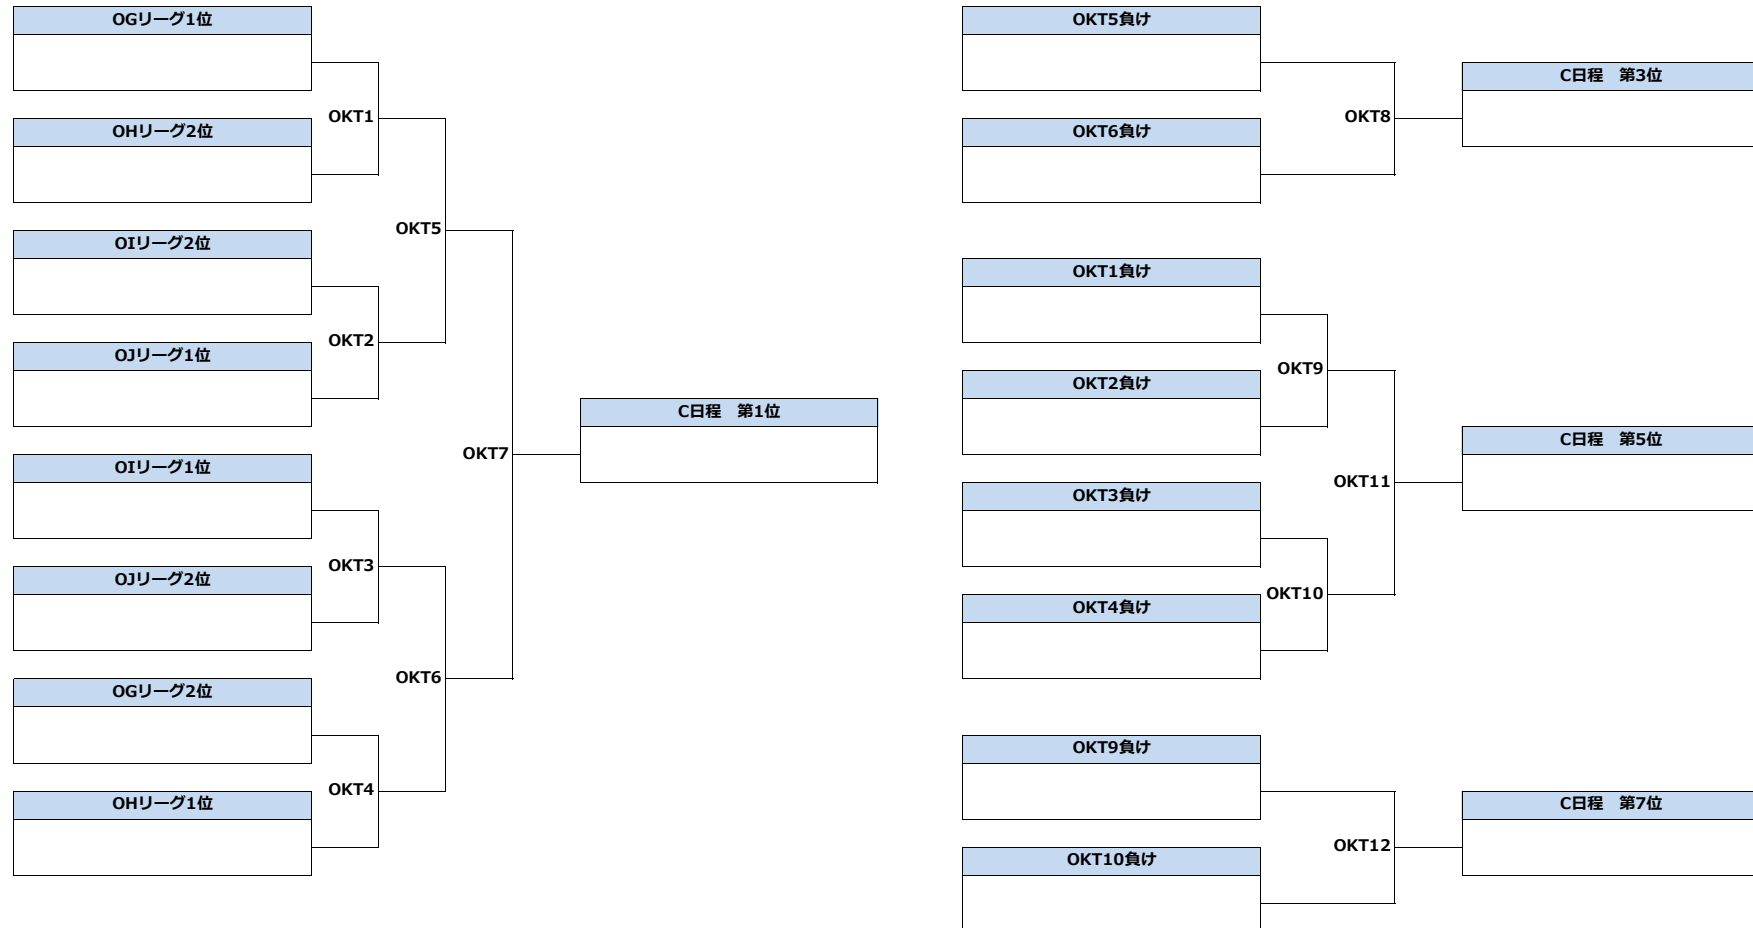 OGリーグ1位
OKT1
OHリーグ2位
OKT5
OIリーグ2位
OKT2
OJリーグ1位
OKT7
C日程　第1位
OIリーグ1位
OKT3
OJリーグ2位
OKT6
OGリーグ2位
OKT4
OHリーグ1位
OKT5負け
OKT8
C日程　第3位
OKT6負け
OKT1負け
OKT9
OKT2負け
OKT11
C日程　第5位
OKT3負け
OKT10
OKT4負け
OKT9負け
OKT12
C日程　第7位
OKT10負け